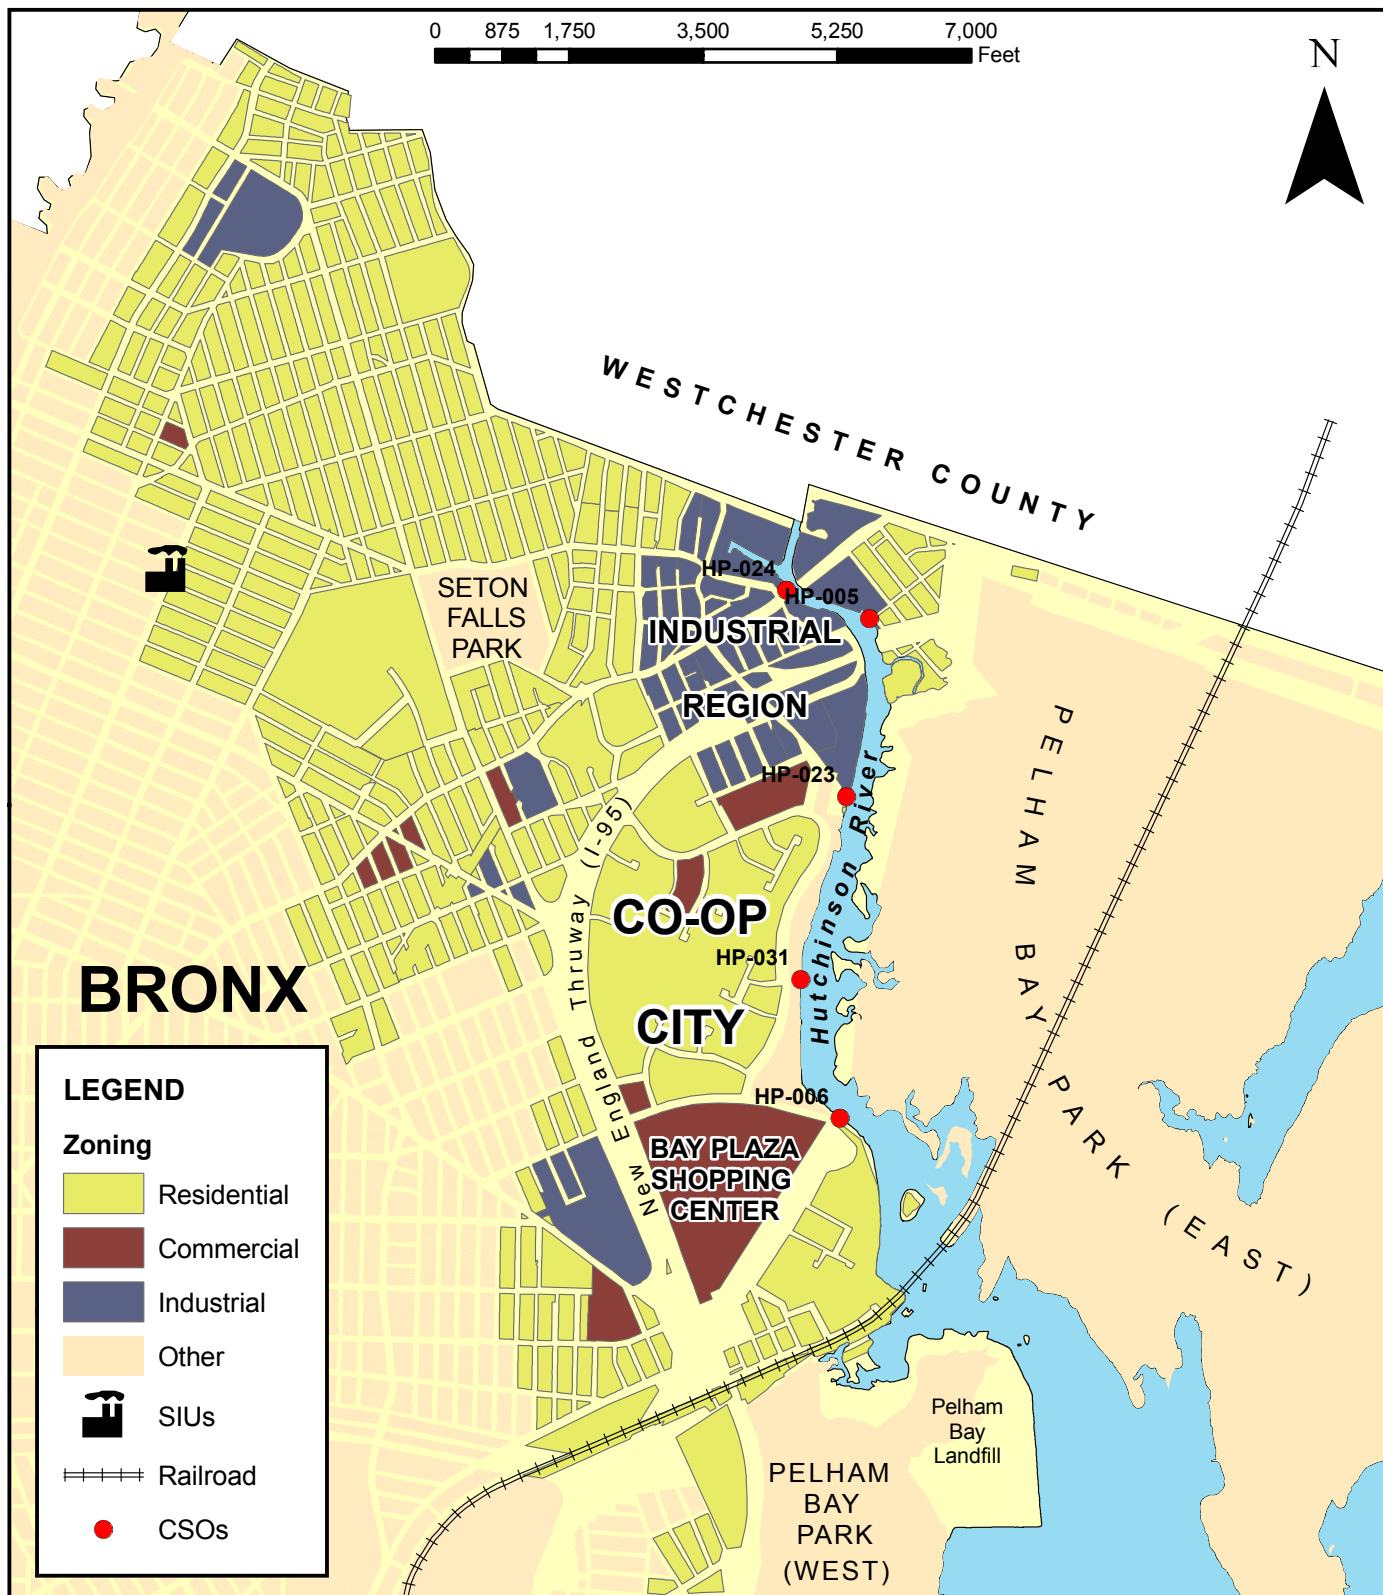 0 875 1,750 3,500 5,250 7,000
Feet
N
WESTCHESTER COUNTY
HP-024
HP-005
SETON
FALLS
PARK
INDUSTRIAL
REGION
HP-023
Hutchinson River
PELHAM BAY PARK (EAST)
New England Thruway (I-95)
CO-OP
CITY
HP-031
BRONX
HP-006
BAY PLAZA
SHOPPING
CENTER
LEGEND
Zoning
Residential
Commercial
Industrial
Other
SIUs
Railroad
CSOs
Pelham
Bay
Landfill
PELHAM
BAY
PARK
(WEST)